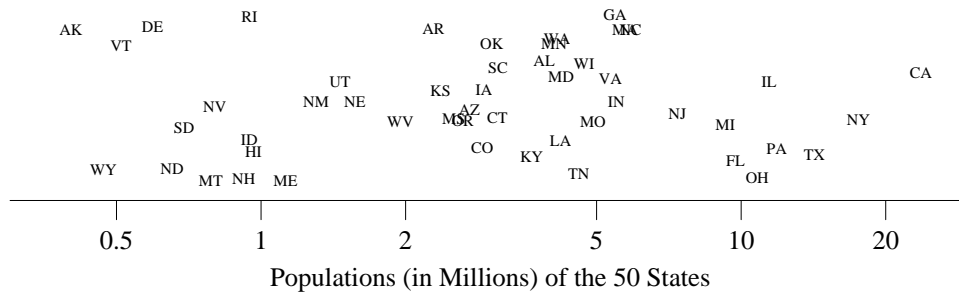 RI
GA
AK
DE
AR
MA
NC
VT
OK
MN
WA
SC
AL
WI
CA
UT
MD
VA
IL
KS
IA
NV
NM
NE
AZ
IN
WV
MS
OR
CT
MO
NJ
MI
NY
SD
ID
HI
CO
LA
PA
TX
KY
FL
WY
ND
TN
MT
NH
ME
OH
0.5 1 2 5 10 20
Populations (in Millions) of the 50 States